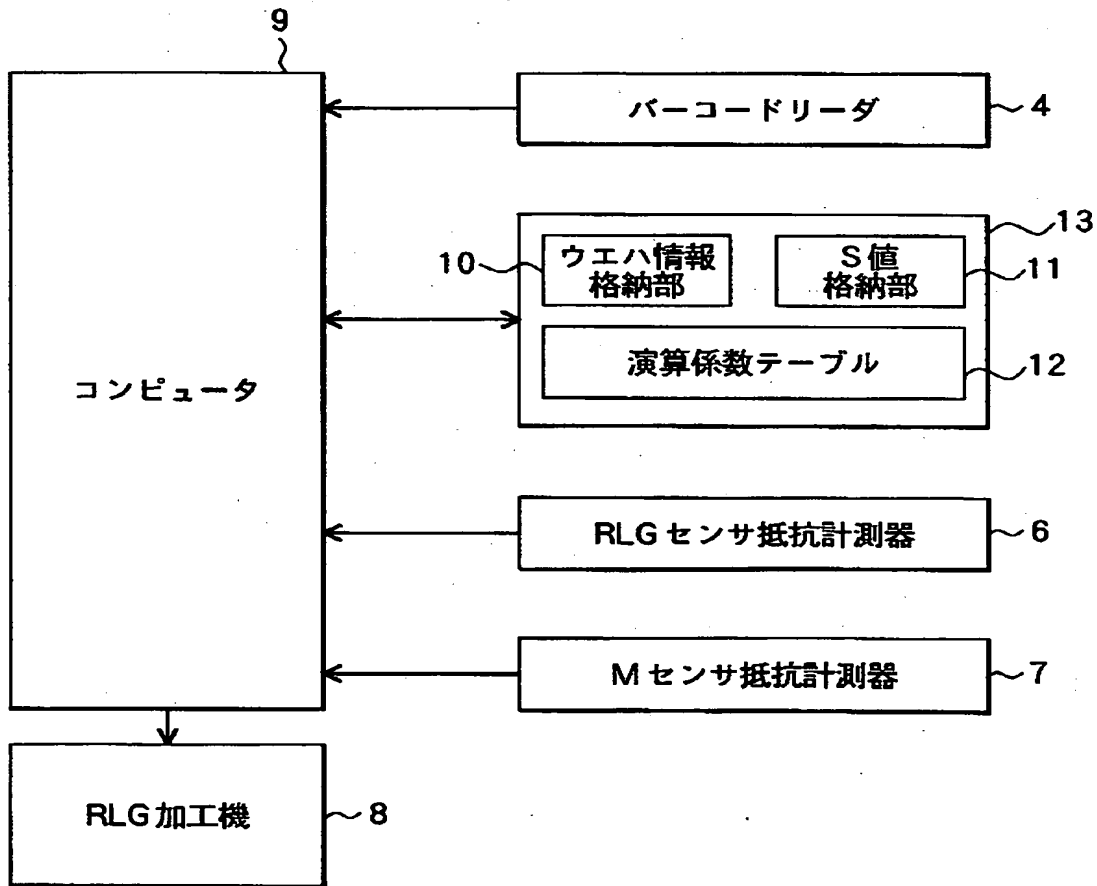 9
コンピュータ
バーコードリーダ
4
13
10
ウエハ情報
格納部
S値
格納部
11
演算係数テーブル
12
RLGセンサ抵抗計測器
6
Mセンサ抵抗計測器
7
RLG加工機
8